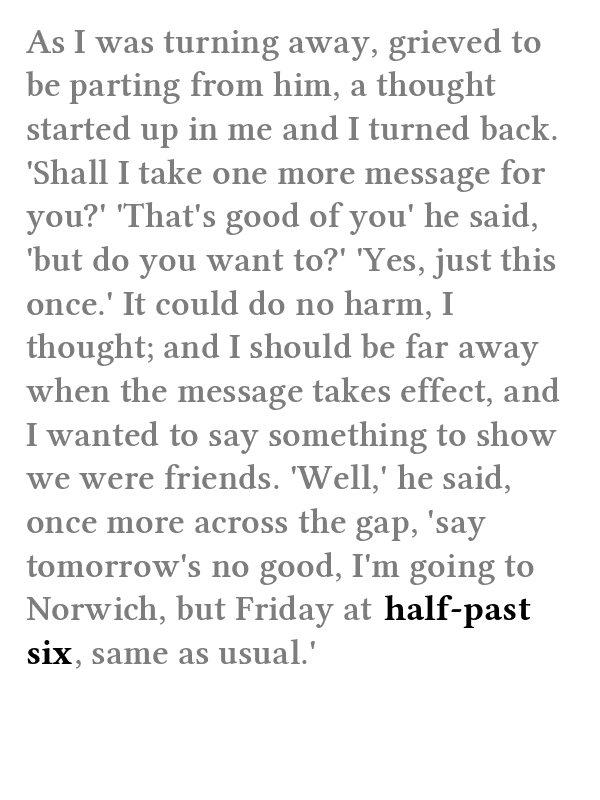 As I was turning away, grieved to
be parting from him, a thought
started up in me and I turned back.
'Shall I take one more message for
you?' 'That's good of you' he said,
'but do you want to?' 'Yes, just this
once.' It could do no harm, I
thought; and I should be far away
when the message takes effect, and
I wanted to say something to show
we were friends. 'Well,' he said,
once more across the gap, 'say
tomorrow's no good, I'm going to
Norwich, but Friday at half-past
six, same as usual.'